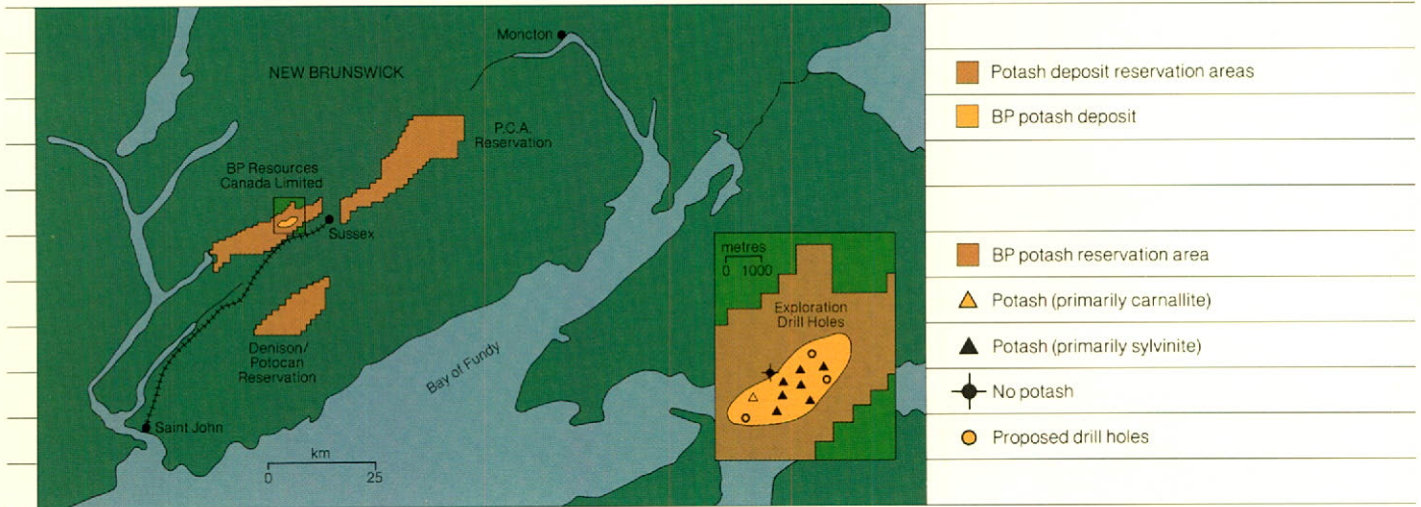 Moncton
NEW BRUNSWICK
P.C.A.
Reservation
BP Resources
Canada Limited
Sussex
Denison/
Potocan
Reservation
Bay of Fundy
Saint John
km
0 25
metres
0 1000
Exploration
Drill Holes
Potash deposit reservation areas
BP potash deposit
BP potash reservation area
Potash (primarily carnallite)
Potash (primarily sylvinite)
No potash
Proposed drill holes